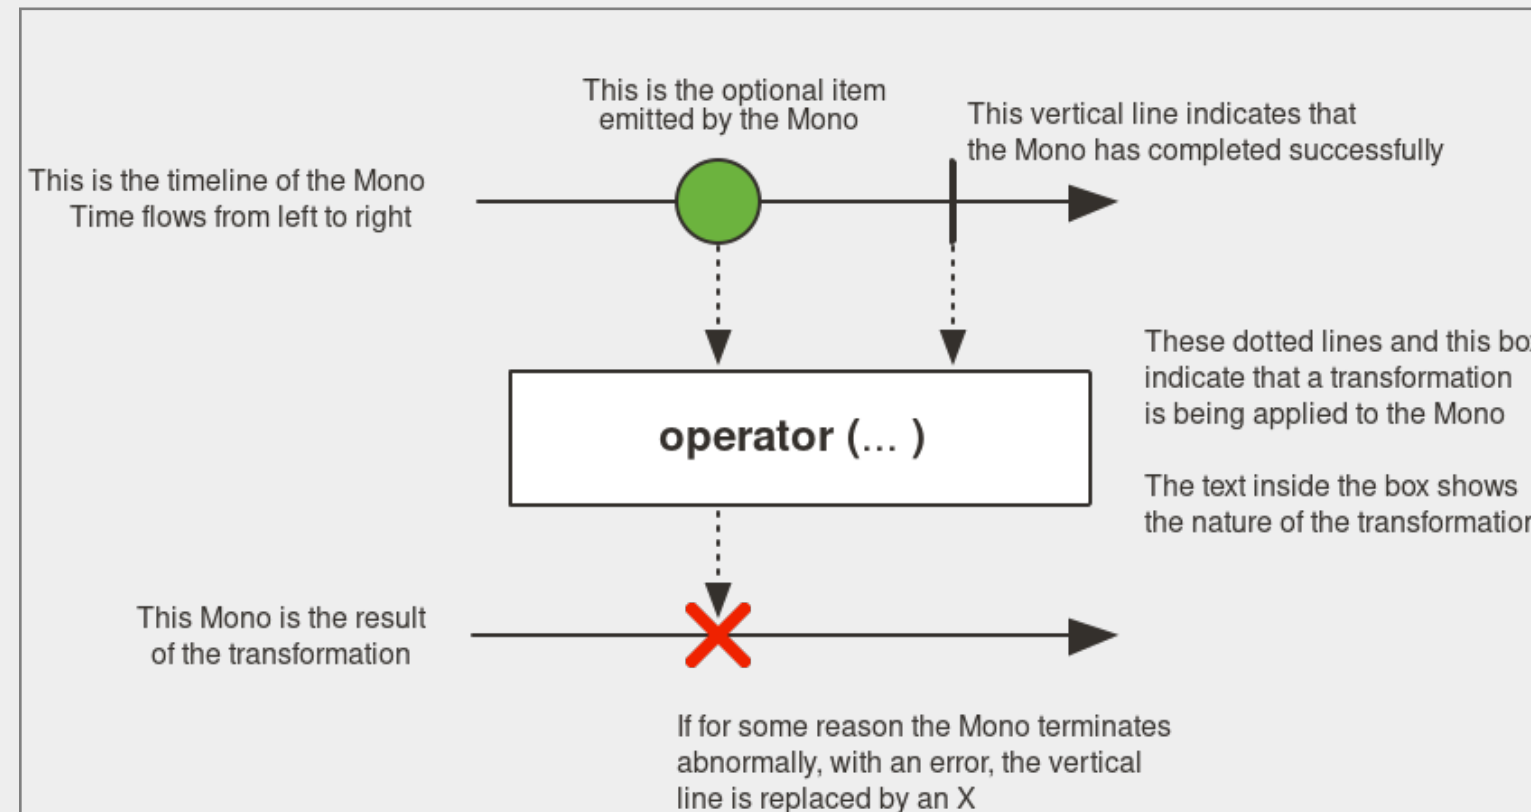 This is the optional item
emitted by the Mono
This vertical line indicates that
the Mono has completed successfully
This is the timeline of the Mono
Time flows from left to right
These dotted lines and this box
indicate that a transformation
is being applied to the Mono
operator (... )
The text inside the box shows
the nature of the transformation
This Mono is the result
of the transformation
If for some reason the Mono terminates
abnormally, with an error, the vertical
line is replaced by an X